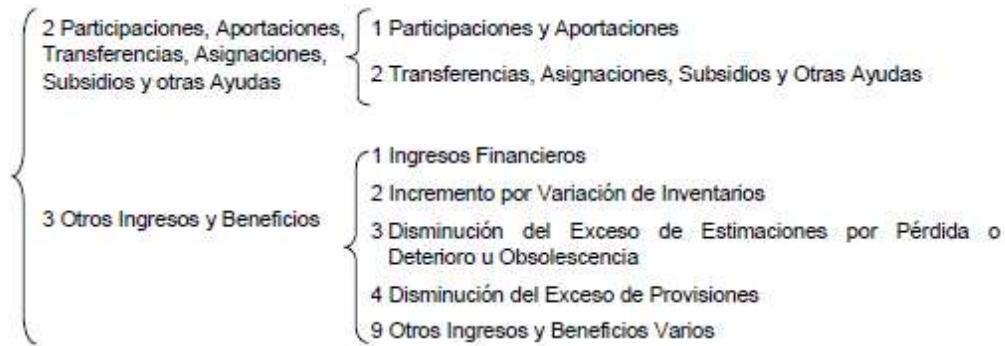 2 Participaciones, Aportaciones,
Transferencias, Asignaciones,
Subsidios y otras Ayudas
1 Participaciones y Aportaciones
2 Transferencias, Asignaciones, Subsidios y Otras Ayudas
3 Otros Ingresos y Beneficios
1 Ingresos Financieros
2 Incremento por Variación de Inventarios
3 Disminución del Exceso de Estimaciones por Pérdida o
Deterioro u Obsolescencia
4 Disminución del Exceso de Provisiones
9 Otros Ingresos y Beneficios Varios